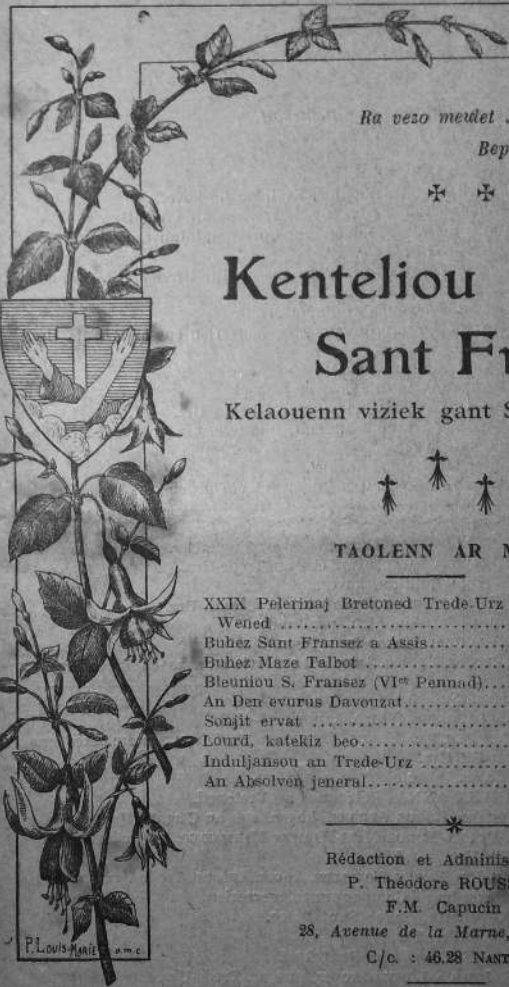 Ra vezo meulet
Bep
Kenteliou
Sant Fr
Kelaouenn viziek gant S
TAOLENN AR M
XXIX Pelerinaj Bretoned Trede-Urz
Wened ..............................
Buhez Sant Fransez a Assis..............
Buhez Maze Talbot ....................
Bleuniou S. Fransez (VIᵉᵗ Pennad)....
An Den evurus Davouzat................
Sonjit ervat ..........................
Lourd, katekiz beo.....................
Induljansou an Trede-Urz ............
An Absolven jeneral...................
Rédaction et Adminis
P. Théodore ROUS
F.M. Capucin
28, Avenue de la Marne,
C/c. : 46.28 NANT
P. LOUIS-MARIE o.m.c.